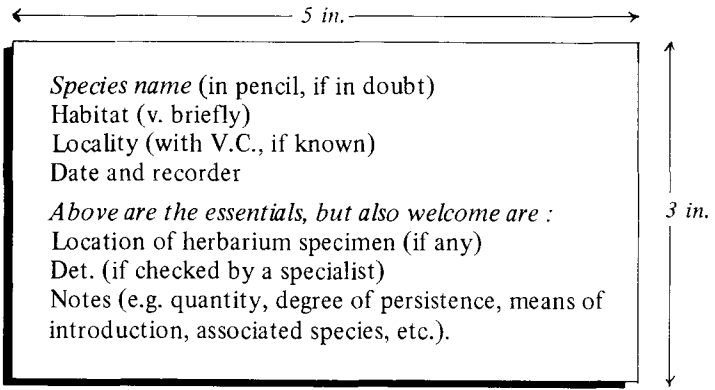 5 in.
Species name (in pencil, if in doubt)
Habitat (v. briefly)
Locality (with V.C., if known)
Date and recorder
Above are the essentials, but also welcome are :
3 in.
Location of herbarium specimen (if any)
Det. (if checked by a specialist)
Notes (e.g. quantity, degree of persistence, means of
introduction, associated species, etc.).